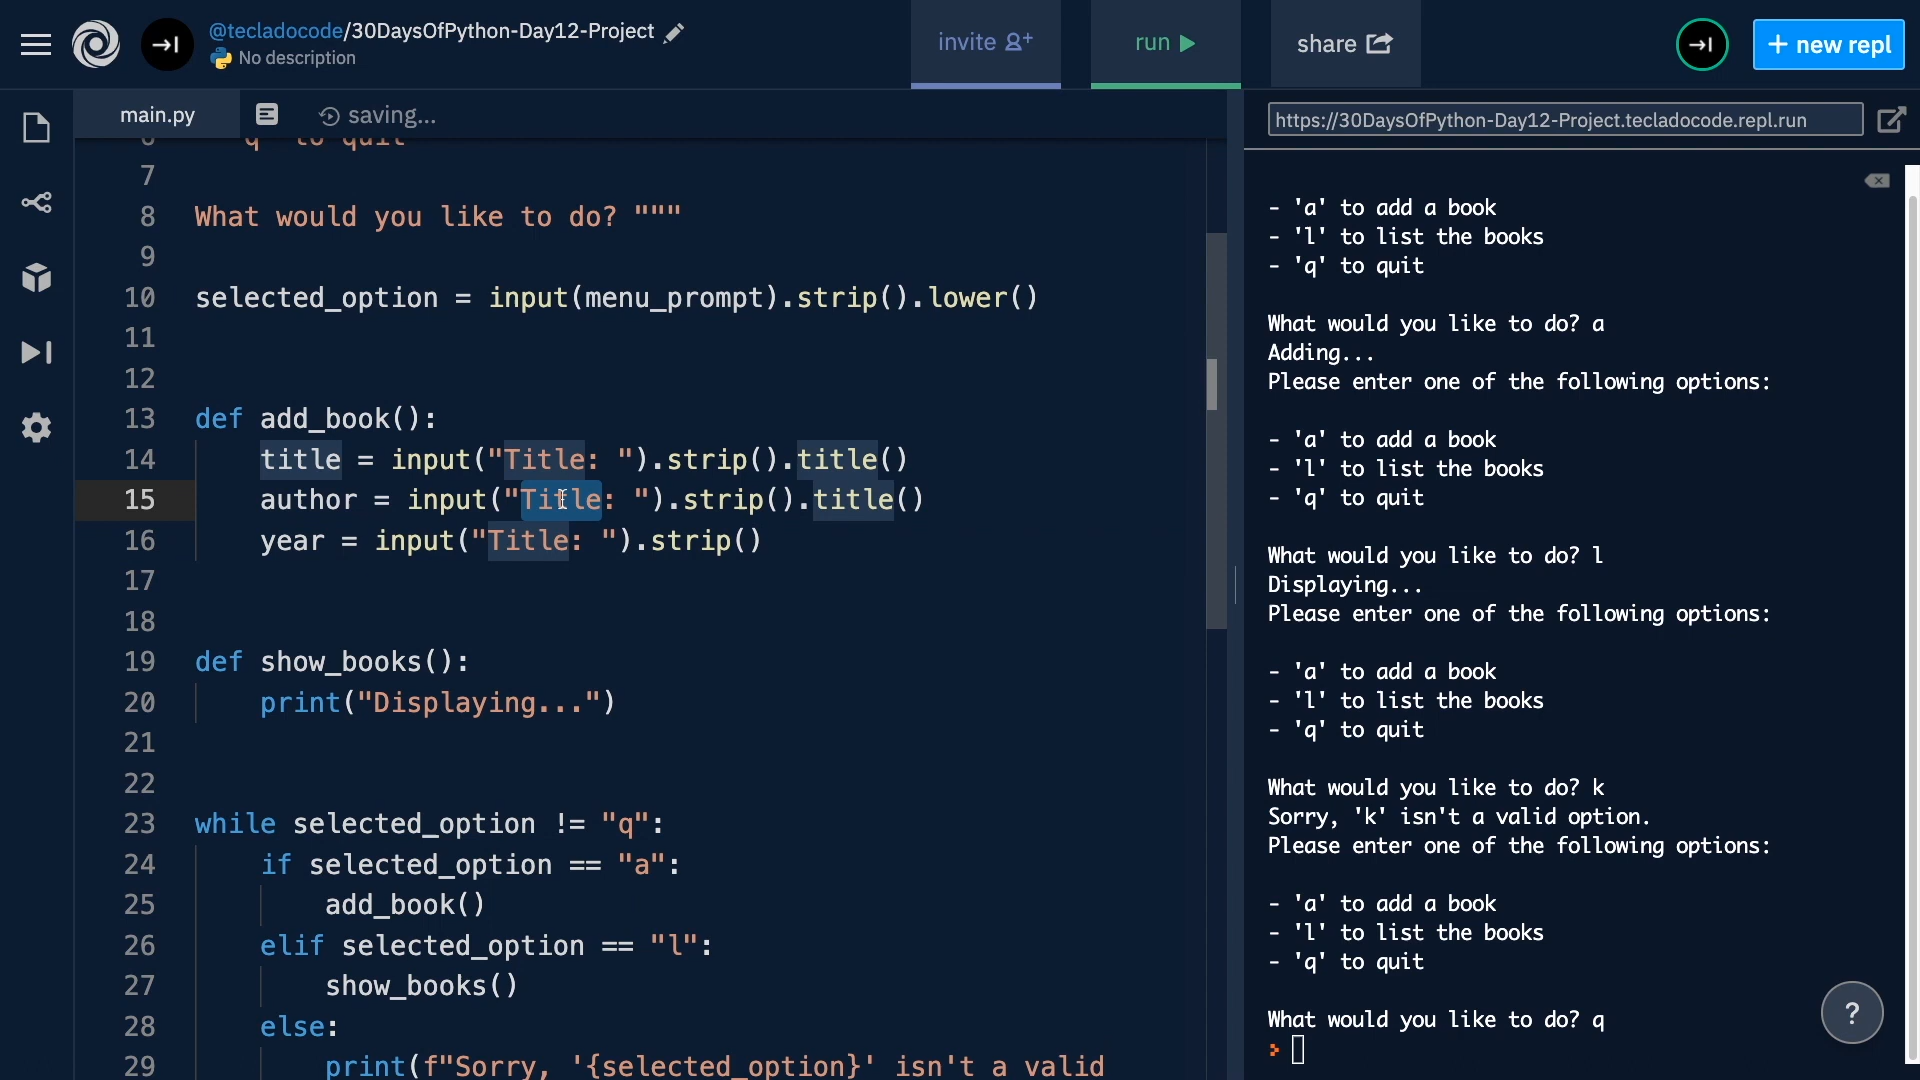 @tecladocode/30DaysOfPython-Day12-Project
No description
invite
run
share
+ new repl
main.py
saving...
https://30DaysOfPython-Day12-Project.tecladocode.repl.run
6 'q' to quit
7
8 What would you like to do? """
9
10 selected_option = input(menu_prompt).strip().lower()
11
12
13 def add_book():
14 title = input("Title: ").strip().title()
15 author = input("Title: ").strip().title()
16 year = input("Title: ").strip()
17
18
19 def show_books():
20 print("Displaying...")
21
22
23 while selected_option != "q":
24 if selected_option == "a":
25 add_book()
26 elif selected_option == "l":
27 show_books()
28 else:
29 print(f"Sorry, '{selected_option}' isn't a valid
- 'a' to add a book
- 'l' to list the books
- 'q' to quit
What would you like to do? a
Adding...
Please enter one of the following options:
- 'a' to add a book
- 'l' to list the books
- 'q' to quit
What would you like to do? l
Displaying...
Please enter one of the following options:
- 'a' to add a book
- 'l' to list the books
- 'q' to quit
What would you like to do? k
Sorry, 'k' isn't a valid option.
Please enter one of the following options:
- 'a' to add a book
- 'l' to list the books
- 'q' to quit
What would you like to do? q
?